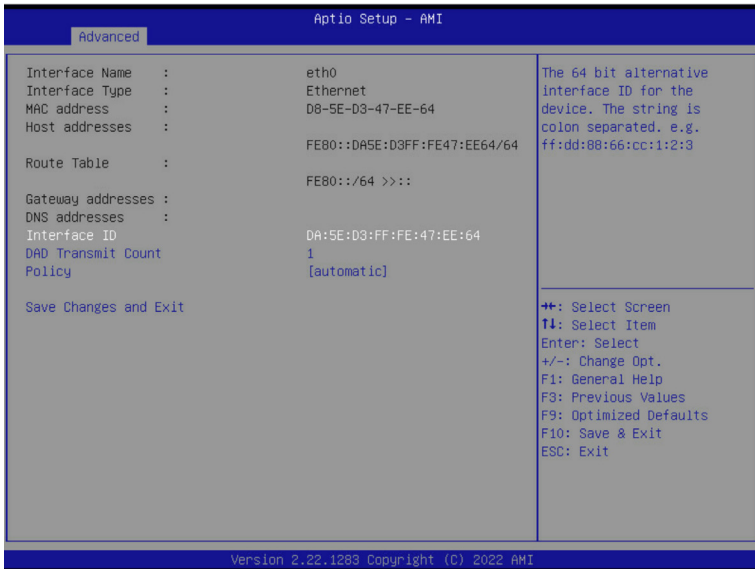 Aptio Setup - AMI
Advanced
Interface Name : eth0
Interface Type : Ethernet
MAC address : D8-5E-D3-47-EE-64
Host addresses :
FE80::DA5E:D3FF:FE47:EE64/64
Route Table :
FE80::/64 >>::
Gateway addresses :
DNS addresses :
Interface ID DA:5E:D3:FF:FE:47:EE:64
DAD Transmit Count 1
Policy [automatic]
Save Changes and Exit
The 64 bit alternative
interface ID for the
device. The string is
colon separated. e.g.
ff:dd:88:66:cc:1:2:3
→←: Select Screen
↑↓: Select Item
Enter: Select
+/-: Change Opt.
F1: General Help
F3: Previous Values
F9: Optimized Defaults
F10: Save & Exit
ESC: Exit
Version 2.22.1283 Copyright (C) 2022 AMI